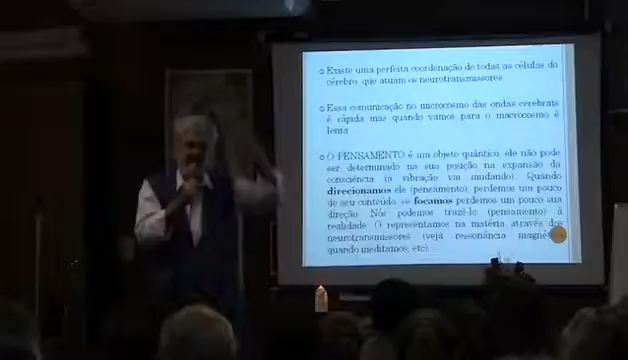 Existe uma perfeita coordenação de todas as células do
cérebro, que atuam os neurotransmissores.
Essa comunicação no microcosmo das ondas cerebrais
é rápida mas quando vamos para o macrocosmo é
lenta
O PENSAMENTO é um objeto quântico, ele não pode
ser determinado na sua posição na expansão da
consciência (a vibração vai mudando). Quando
direcionamos ele (pensamento), perdemos um pouco
de seu conteúdo, se focamos perdemos um pouco sua
direção Nós podemos trazê-lo (pensamento) à
realidade. O representamos na matéria através dos
neurotransmissores (veja ressonância
quando meditamos, etc).